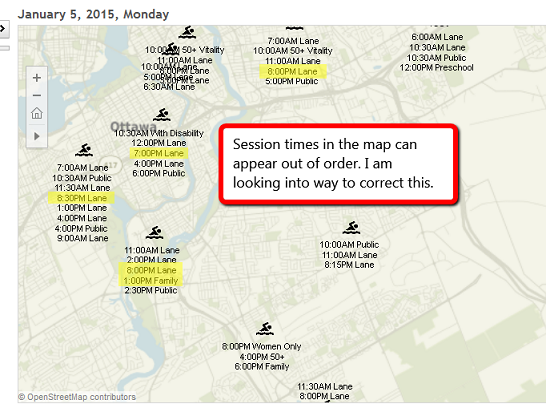 January 5, 2015, Monday
10:00AM 50+ Vitality
11:00AM Lane
6:30AM Lane
7:00AM Lane
10:00AM 50+ Vitality
11:00AM Lane
8:00PM Lane
5:00PM Public
6:00AM Lane
10:30AM Lane
10:30AM Public
12:00PM Preschool
Ottawa
10:30AM With Disability
12:00PM Lane
7:00PM Lane
4:00PM Lane
6:00PM Public
417
Session times in the map can
appear out of order. I am
looking into way to correct this.
7:00AM Lane
10:30AM Public
11:30AM Lane
8:30PM Lane
1:00PM Lane
4:00PM Lane
4:00PM Public
9:00AM Lane
11:00AM Lane
2:00PM Lane
8:00PM Lane
1:00PM Family
2:30PM Public
10:00AM Public
11:00AM Lane
8:15PM Lane
8:00PM Women Only
4:00PM 50+
6:00PM Family
11:30AM Lane
8:00PM Lane
© OpenStreetMap contributors